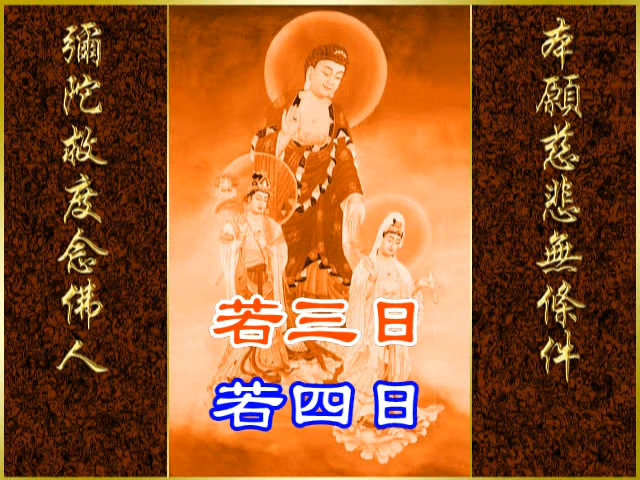 本願慈悲無條件
彌陀救度念佛人
若三日
若四日